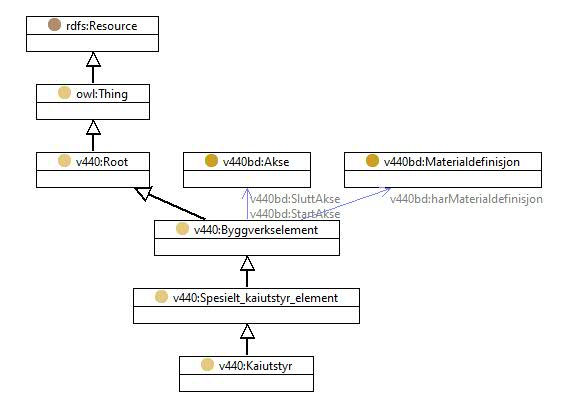 rdfs:Resource
owl:Thing
v440:Root
v440bd:Akse
v440bd:Materialdefinisjon
v440bd:SluttAkse
v440bd:harMaterialdefinisjon
v440bd:StartAkse
v440:Byggverkselement
v440:Spesielt_kaiutstyr_element
v440:Kaiutstyr